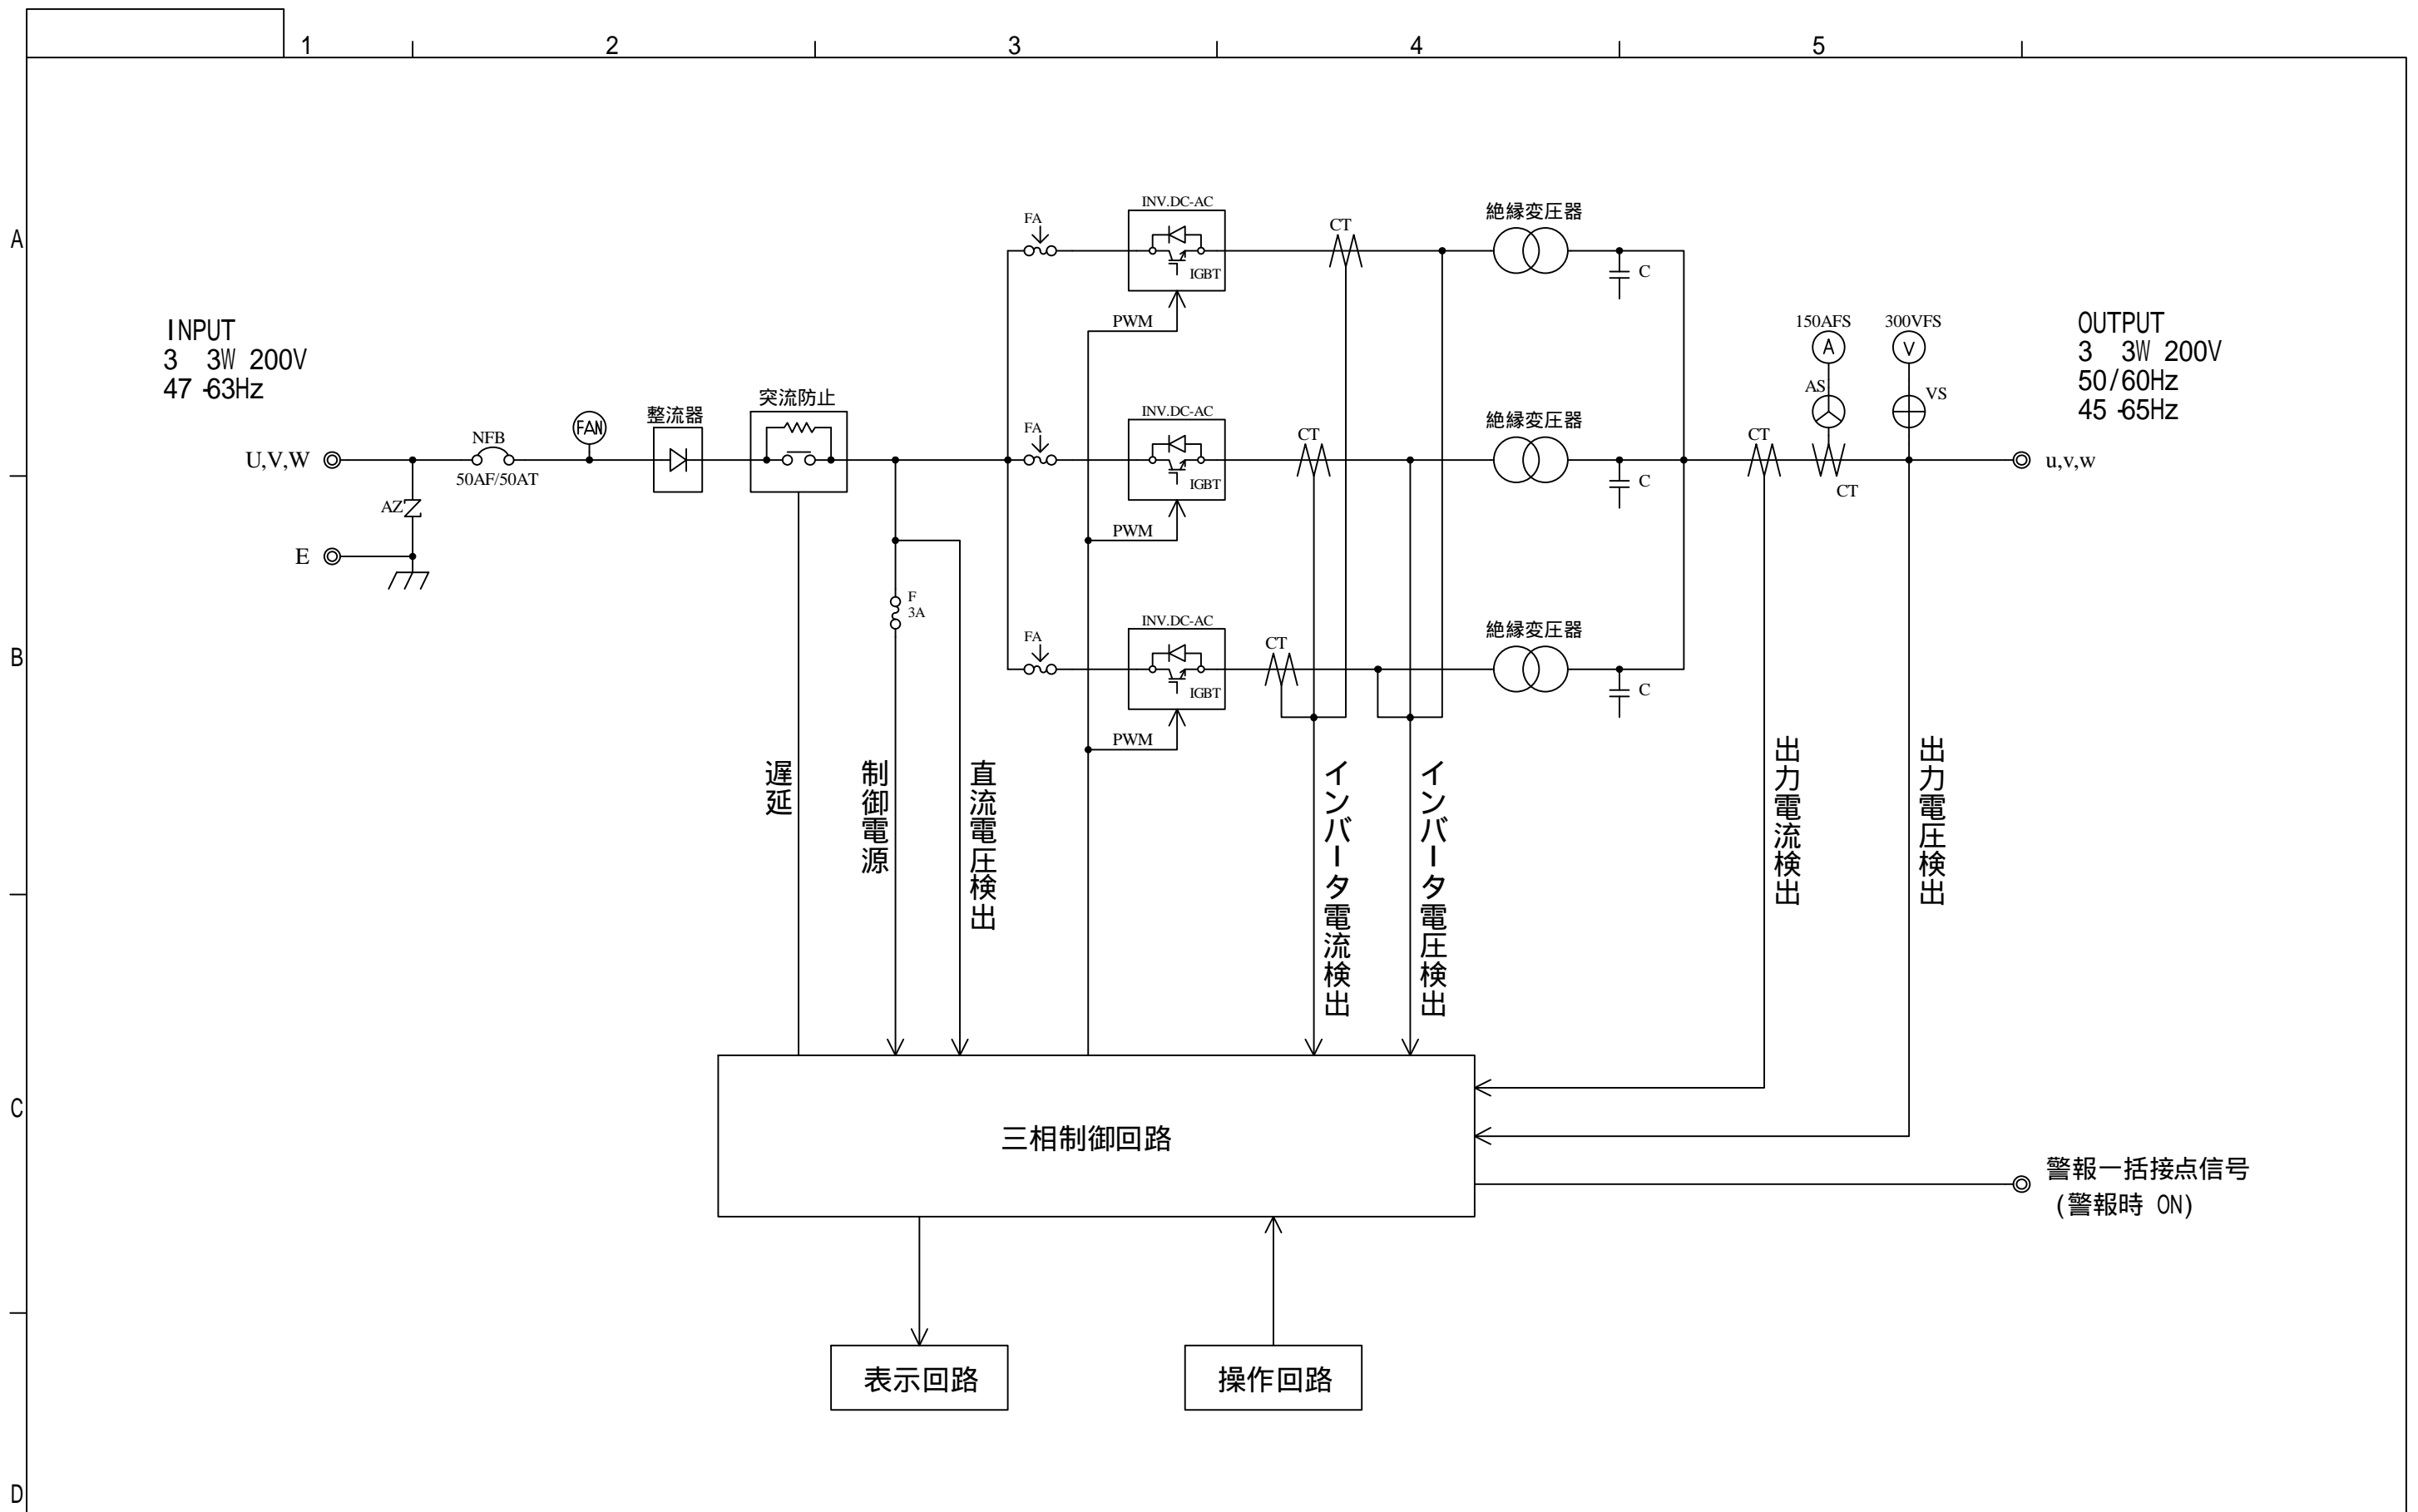 1
2
3
4
5
A
B
C
D
INPUT
3 3W 200V
47-63Hz
U,V,W
E
AZ
NFB
50AF/50AT
FAN
整流器
突流防止
F
3A
FA
INV.DC-AC
IGBT
PWM
CT
絶縁変圧器
C
FA
INV.DC-AC
IGBT
PWM
CT
絶縁変圧器
C
FA
INV.DC-AC
IGBT
PWM
CT
絶縁変圧器
C
150AFS
A
AS
300VFS
V
VS
CT
CT
OUTPUT
3 3W 200V
50/60Hz
45-65Hz
u,v,w
遅延
制御電源
直流電圧検出
インバータ電流検出
インバータ電圧検出
出力電流検出
出力電圧検出
三相制御回路
警報一括接点信号
(警報時 ON)
表示回路
操作回路